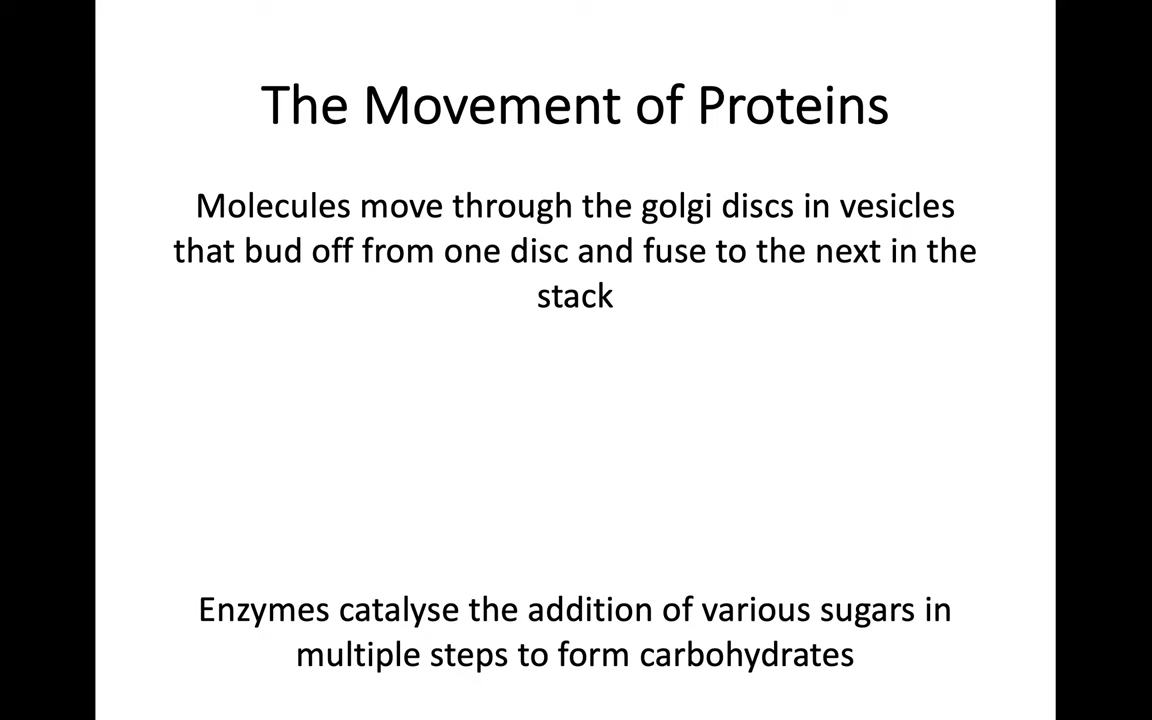 The Movement of Proteins
Molecules move through the golgi discs in vesicles
that bud off from one disc and fuse to the next in the
stack
Enzymes catalyse the addition of various sugars in
multiple steps to form carbohydrates